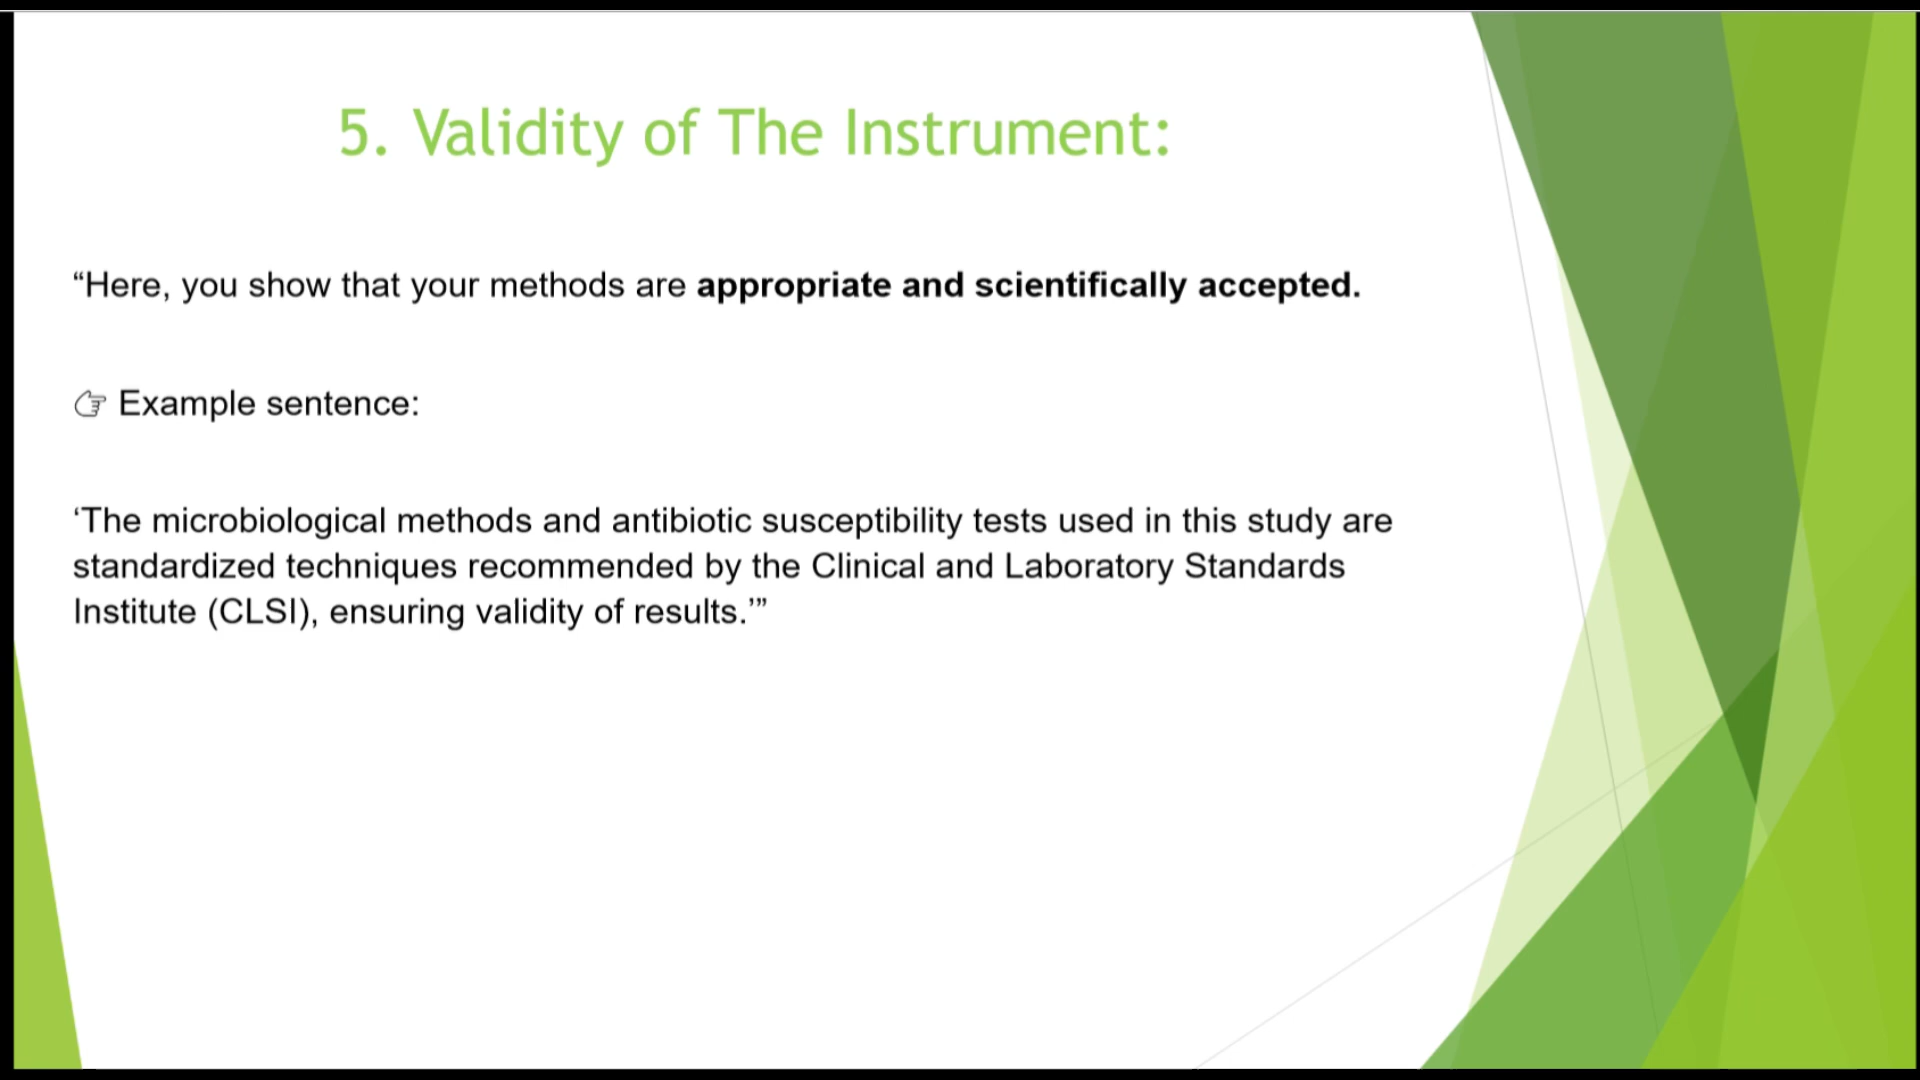 5. Validity of The Instrument:
“Here, you show that your methods are appropriate and scientifically accepted.
👉 Example sentence:
‘The microbiological methods and antibiotic susceptibility tests used in this study are
standardized techniques recommended by the Clinical and Laboratory Standards
Institute (CLSI), ensuring validity of results.’”